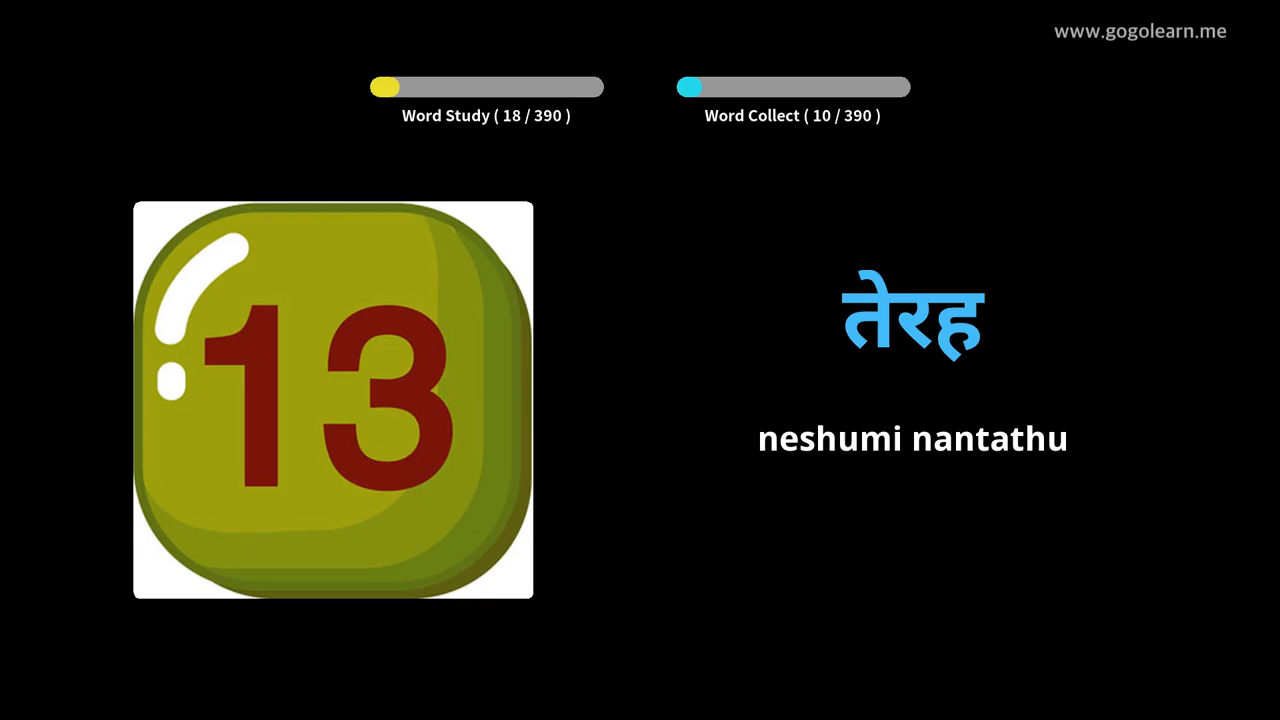 www.gogolearn.me
Word Study ( 18 / 390 )
Word Collect ( 10 / 390 )
13
तेरह
neshumi nantathu